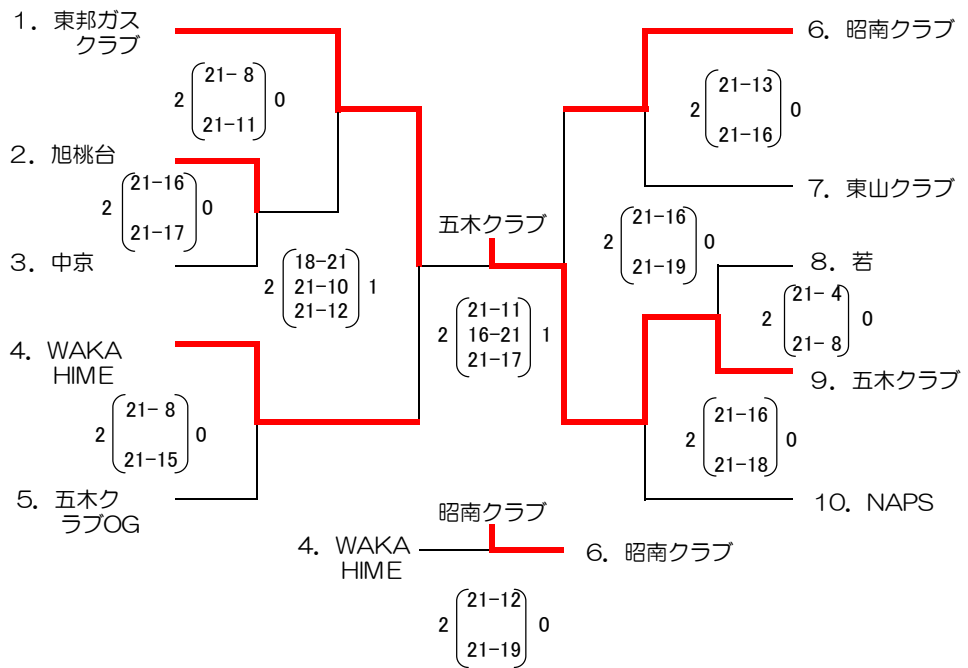 1. 東邦ガス
クラブ
21- 8
2 0
21-11
2. 旭桃台
21-16
2 0
21-17
3. 中京
18-21
2 21-10 1
21-12
4. WAKA
HIME
21- 8
2 0
21-15
5. 五木ク
ラブOG
五木クラブ
21-11
2 16-21 1
21-17
6. 昭南クラブ
21-13
2 0
21-16
7. 東山クラブ
21-16
2 0
21-19
8. 若
21- 4
2 0
21- 8
9. 五木クラブ
21-16
2 0
21-18
10. NAPS
昭南クラブ
4. WAKA
HIME
6. 昭南クラブ
21-12
2 0
21-19